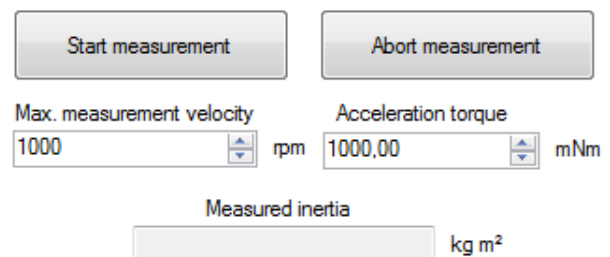 Start measurement Abort measurement
Max. measurement velocity Acceleration torque
1000 rpm 1000,00 mNm
Measured inertia
kg m²